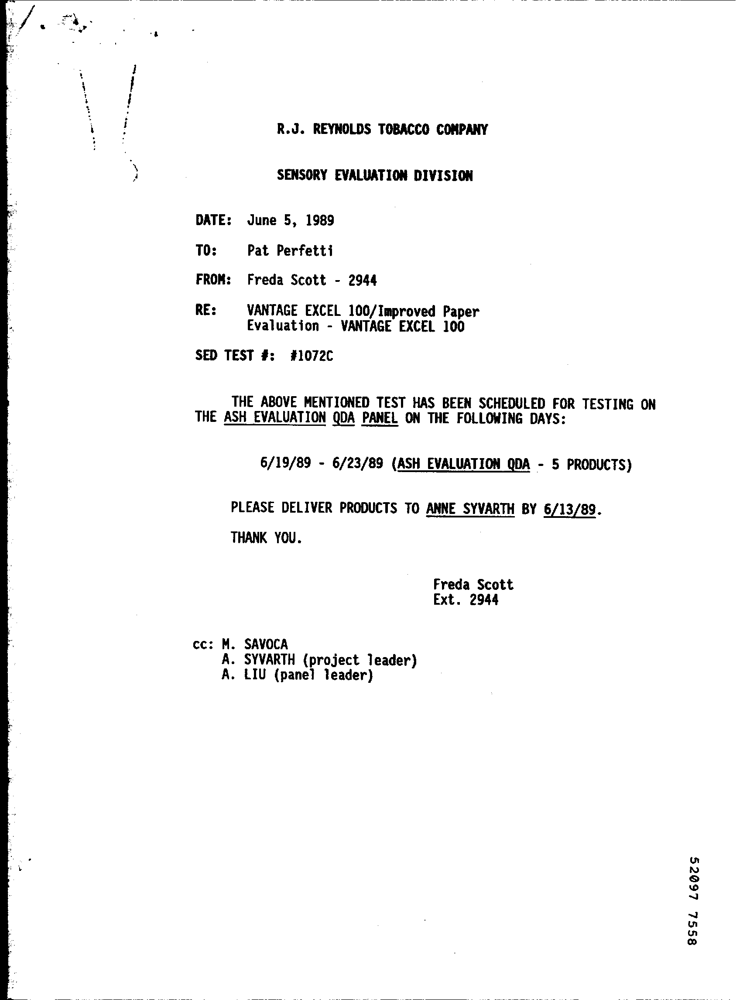 R.J. REYNOLDS TOBACCO COMPANY
SENSORY EVALUATION DIVISION
DATE: June 5, 1989
TO: Pat Perfetti
FROM: Freda Scott - 2944
RE: VANTAGE EXCEL 100/Improved Paper
Evaluation - VANTAGE EXCEL 100
SED TEST #: #1072C
THE ABOVE MENTIONED TEST HAS BEEN SCHEDULED FOR TESTING ON
THE ASH EVALUATION QDA PANEL ON THE FOLLOWING DAYS:
6/19/89 - 6/23/89 (ASH EVALUATION QDA - 5 PRODUCTS)
PLEASE DELIVER PRODUCTS TO ANNE SYVARTH BY 6/13/89.
THANK YOU.
Freda Scott
Ext. 2944
cc: M. SAVOCA
A. SYVARTH (project leader)
A. LIU (panel leader)
52097 7558